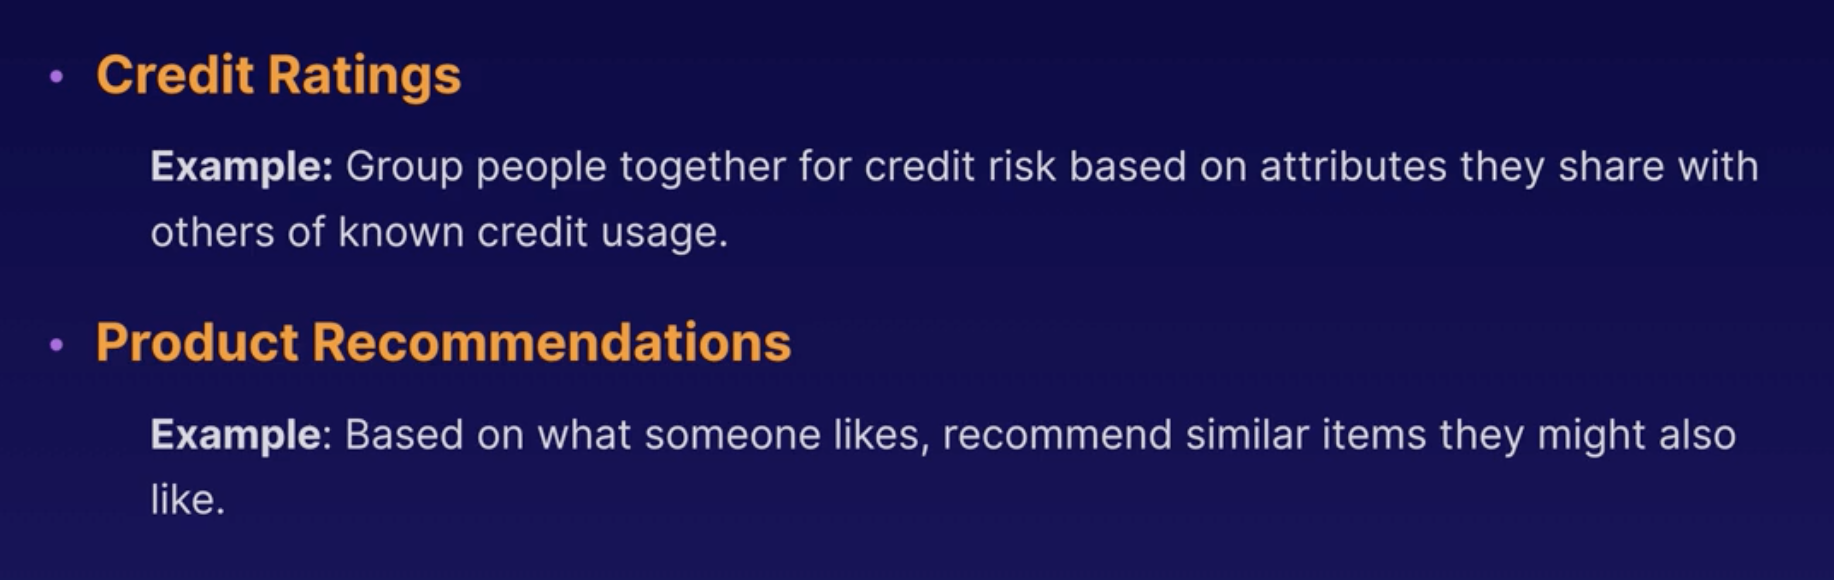 • Credit Ratings
Example: Group people together for credit risk based on attributes they share with
others of known credit usage.
• Product Recommendations
Example: Based on what someone likes, recommend similar items they might also
like.